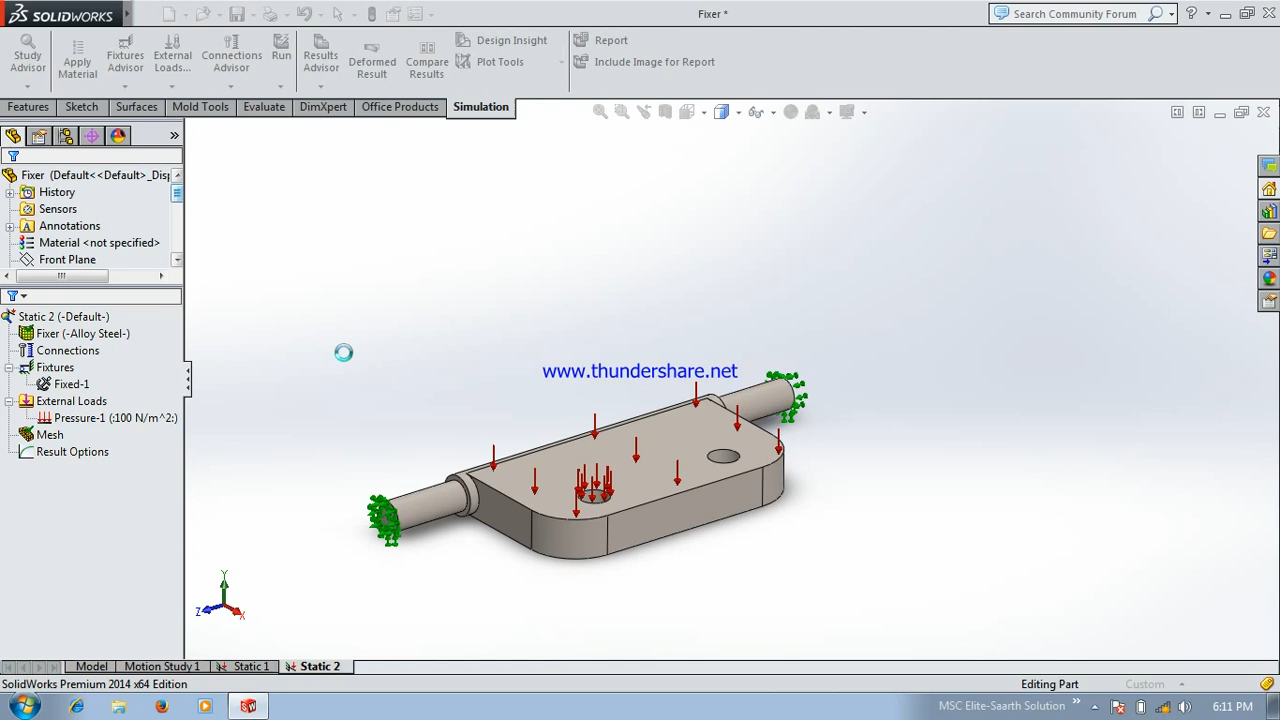 SOLIDWORKS
Fixer *
Search Community Forum
Study Advisor
Apply Material
Fixtures Advisor
External Loads...
Connections Advisor
Run
Results Advisor
Deformed Result
Compare Results
Design Insight
Plot Tools
Report
Include Image for Report
Features
Sketch
Surfaces
Mold Tools
Evaluate
DimXpert
Office Products
Simulation
Fixer (Default<<Default>_Disp
History
Sensors
Annotations
Material <not specified>
Front Plane
Static 2 (-Default-)
Fixer (-Alloy Steel-)
Connections
Fixtures
Fixed-1
External Loads
Pressure-1 (:100 N/m^2:)
Mesh
Result Options
www.thundershare.net
Y
Z
X
Model
Motion Study 1
Static 1
Static 2
SolidWorks Premium 2014 x64 Edition
Editing Part
Custom
MSC Elite-Saarth Solution
6:11 PM